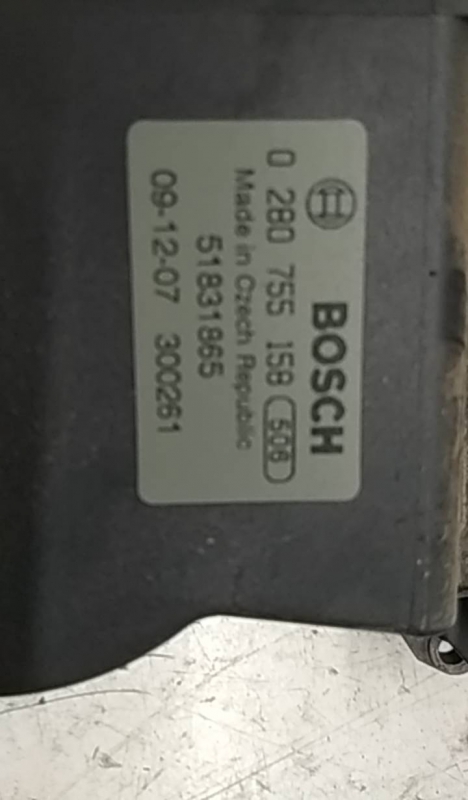 BOSCH
0 280 755 158 506
Made in Czech Republic
51831865
09-12-07 300261